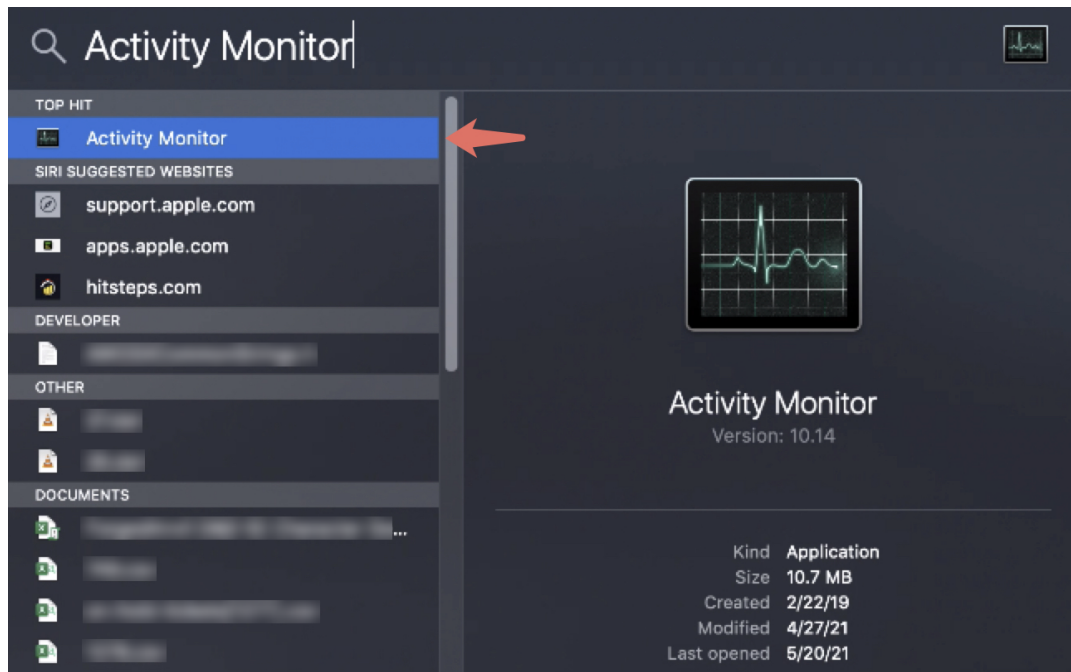 Activity Monitor
TOP HIT
Activity Monitor
SIRI SUGGESTED WEBSITES
support.apple.com
apps.apple.com
hitsteps.com
DEVELOPER
OTHER
DOCUMENTS
...
Activity Monitor
Version: 10.14
Kind Application
Size 10.7 MB
Created 2/22/19
Modified 4/27/21
Last opened 5/20/21